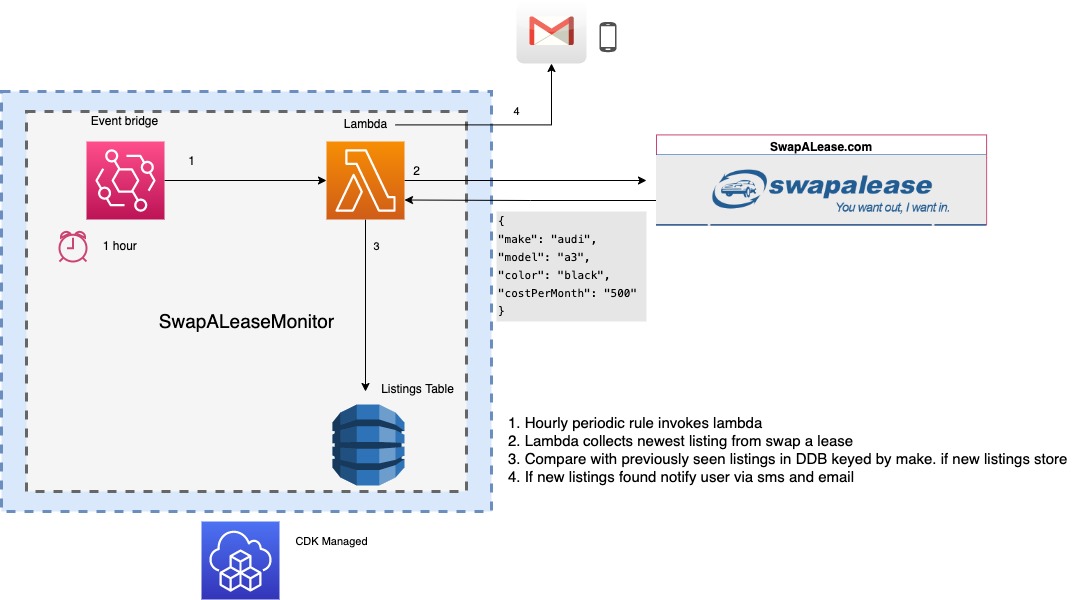 4
Event bridge
Lambda
1
2
SwapALease.com
swapalease
You want out, I want in.
1 hour
3
{
"make": "audi",
"model": "a3",
"color": "black",
"costPerMonth": "500"
}
SwapALeaseMonitor
Listings Table
1. Hourly periodic rule invokes lambda
2. Lambda collects newest listing from swap a lease
3. Compare with previously seen listings in DDB keyed by make. if new listings store
4. If new listings found notify user via sms and email
CDK Managed